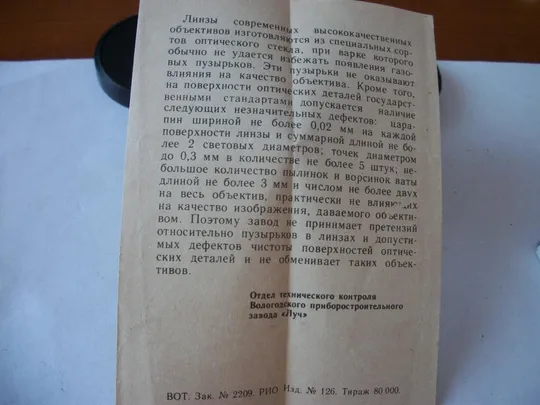 Линзы современных высококачественных
объективов изготовляются из специальных сор-
тов оптического стекла, при варке которого
обычно не удается избежать появления газо-
вых пузырьков. Эти пузырьки не оказывают
влияния на качество объектива. Кроме того,
на поверхности оптических деталей государст-
венными стандартами допускается наличие
следующих незначительных дефектов: цара-
пин шириной не более 0,02 мм на каждой
поверхности линзы и суммарной длиной не бо-
лее 2 световых диаметров; точек диаметром
до 0,3 мм в количестве не более 5 штук; не-
большое количество пылинок и ворсинок ваты
длиной не более 3 мм и числом не более двух
на весь объектив, практически не влияющих
на качество изображения, даваемого объекти-
вом. Поэтому завод не принимает претензий
относительно пузырьков в линзах и допусти-
мых дефектов чистоты поверхностей оптиче-
ских деталей и не обменивает таких объек-
тивов.
Отдел технического контроля
Вологодского приборостроительного
завода «Луч»
ВОТ. Зак. № 2209. РИО Изд. № 126. Тираж 80 000.